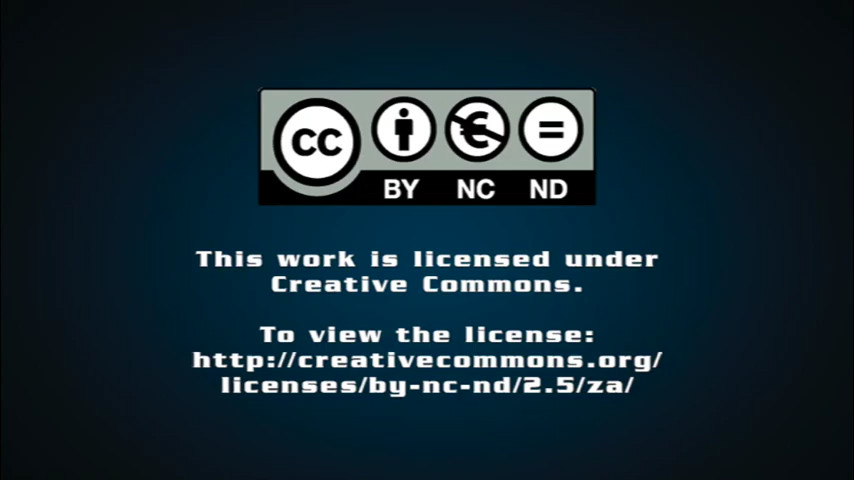 CC
BY NC ND
This work is licensed under
Creative Commons.
To view the license:
http://creativecommons.org/
licenses/by-nc-nd/2.5/za/